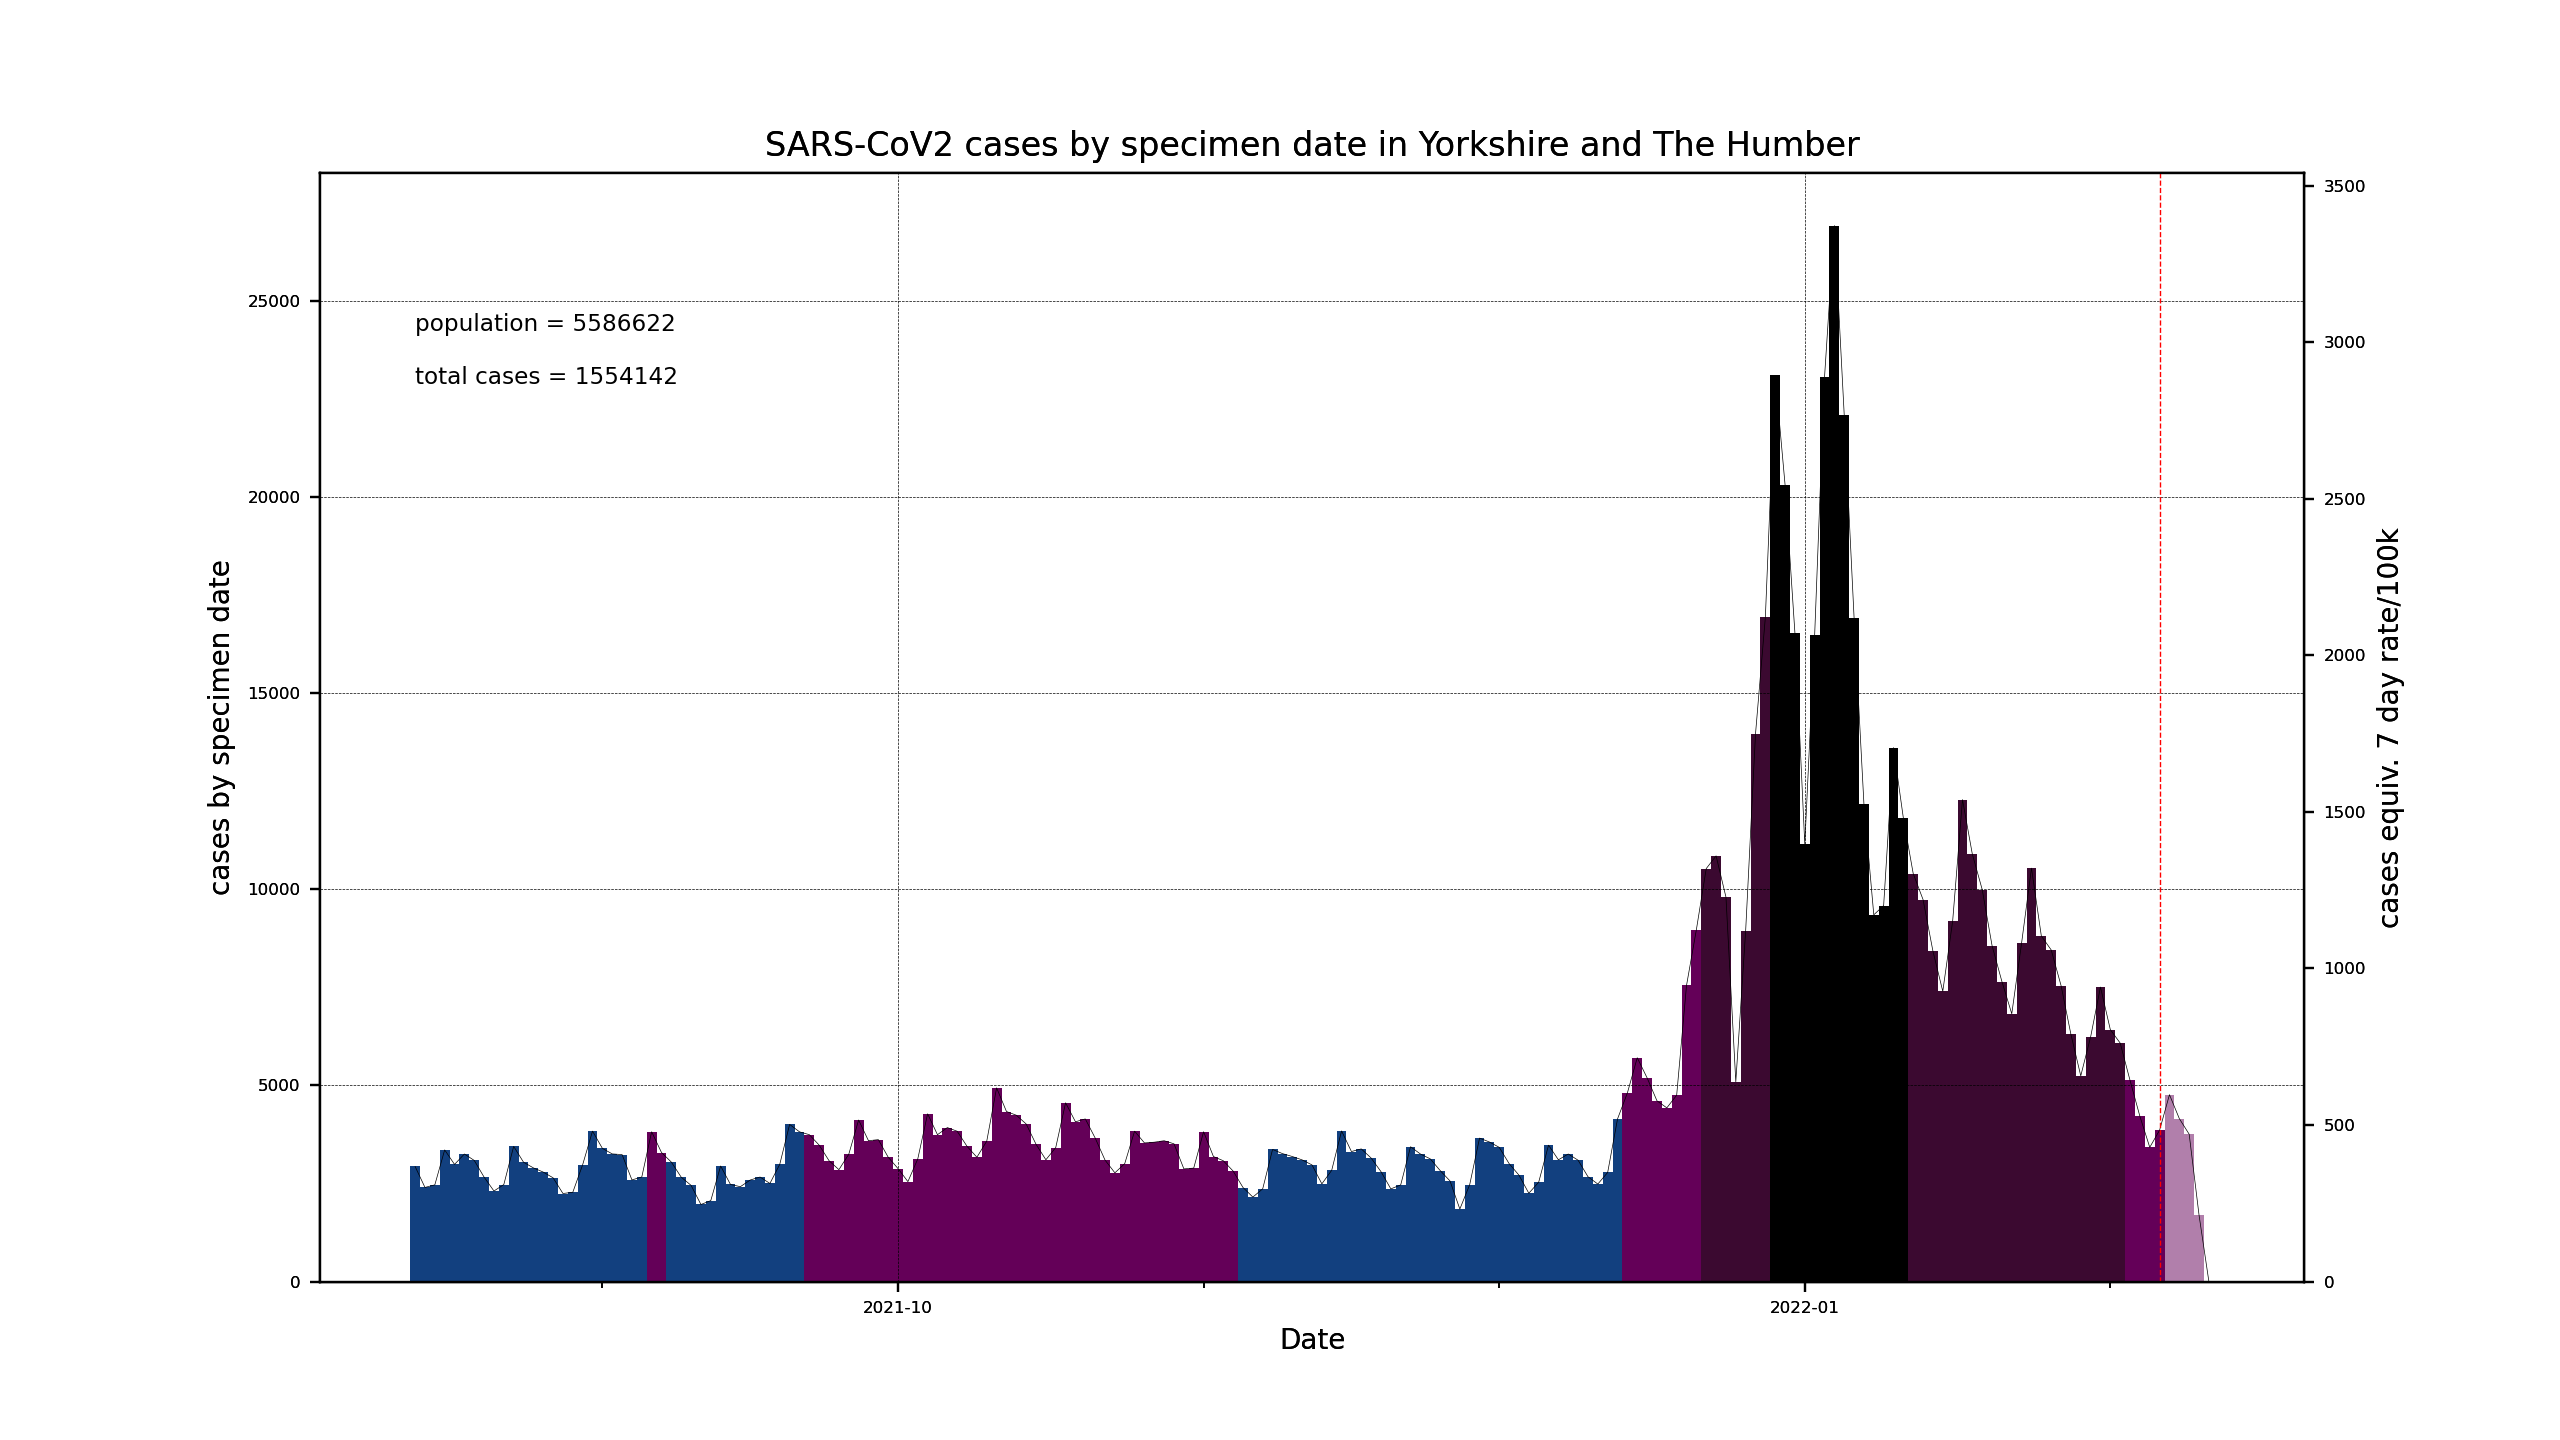 SARS-CoV2 cases by specimen date in Yorkshire and The Humber
population = 5586622
total cases = 1554142
cases by specimen date
25000
20000
15000
10000
5000
0
3500
3000
2500
2000
1500
1000
500
0
cases equiv. 7 day rate/100k
2021-10
2022-01
Date